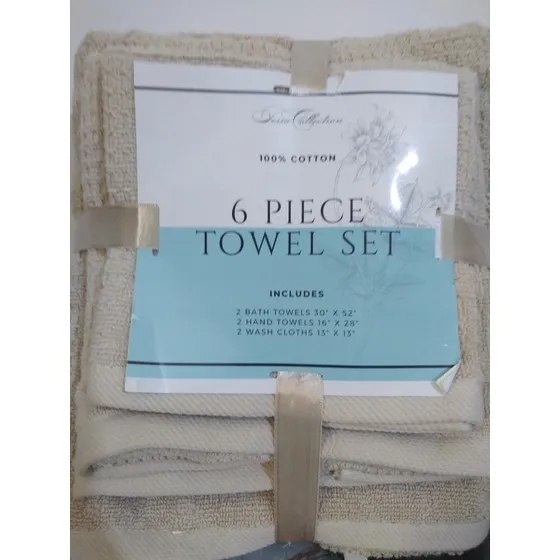 Collection
100% COTTON
6 PIECE
TOWEL SET
INCLUDES
2 BATH TOWELS 30" X 52"
2 HAND TOWELS 16" X 28"
2 WASH CLOTHS 13" X 13"